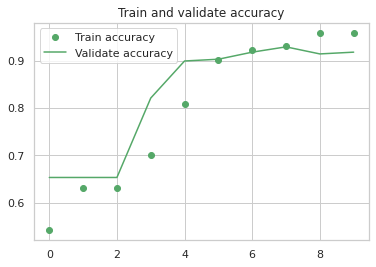 Train and validate accuracy
Train accuracy
Validate accuracy
0.9
0.8
0.7
0.6
0 2 4 6 8